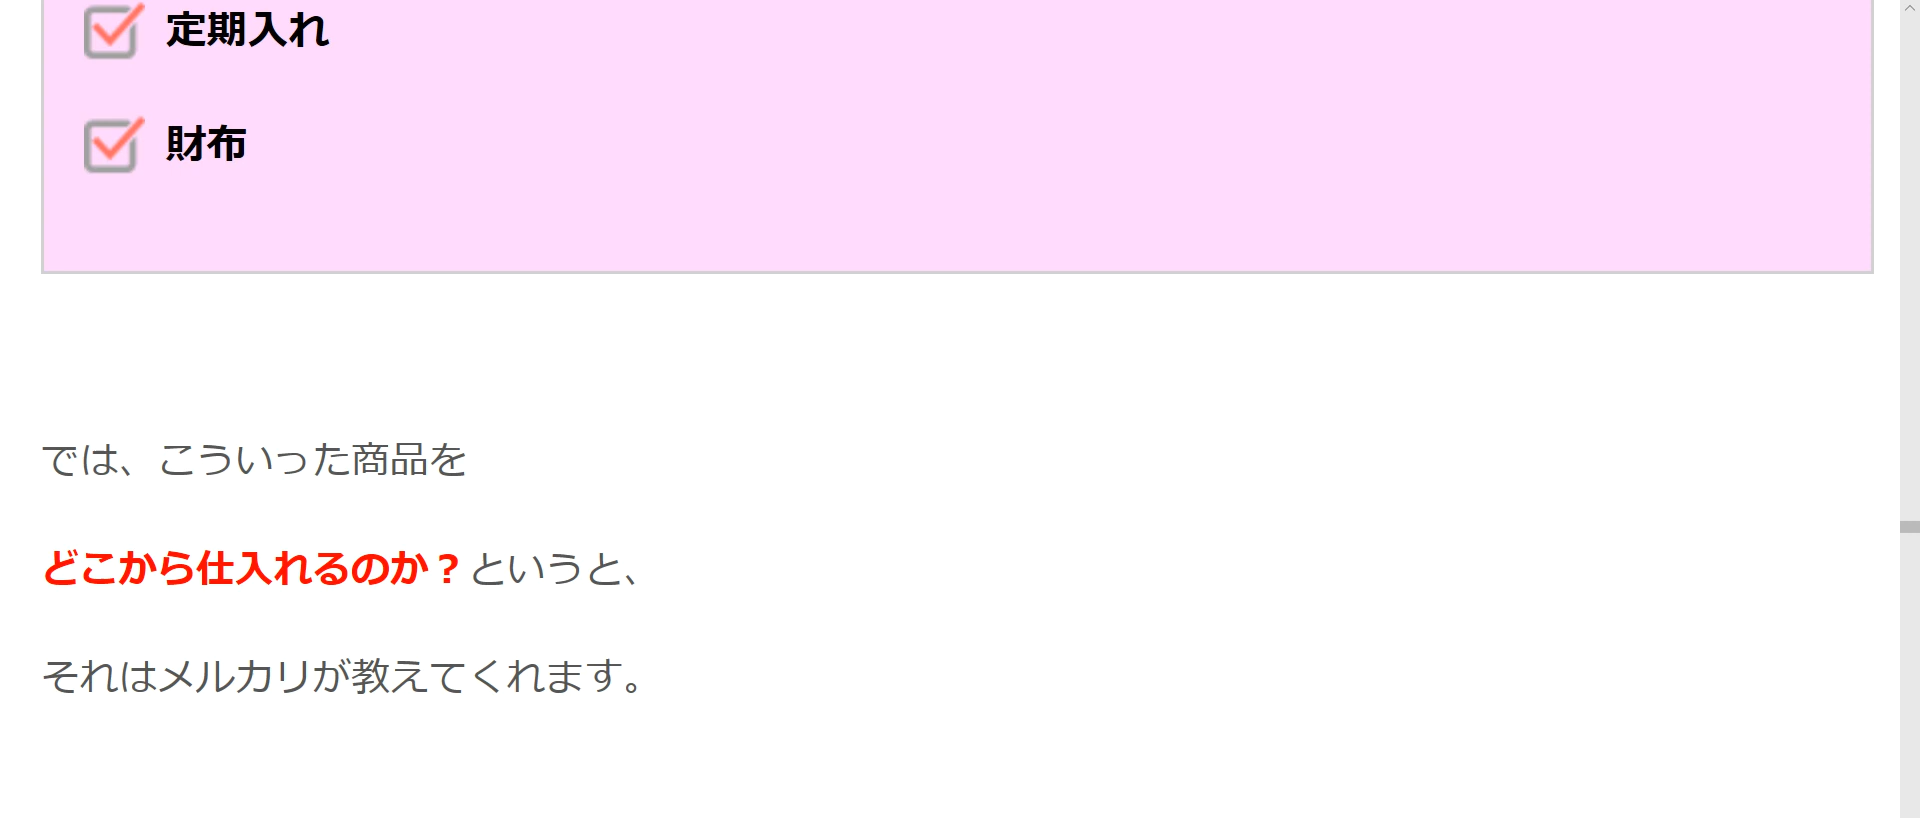 定期入れ
財布
では、こういった商品を
どこから仕入れるのか？というと、
それはメルカリが教えてくれます。